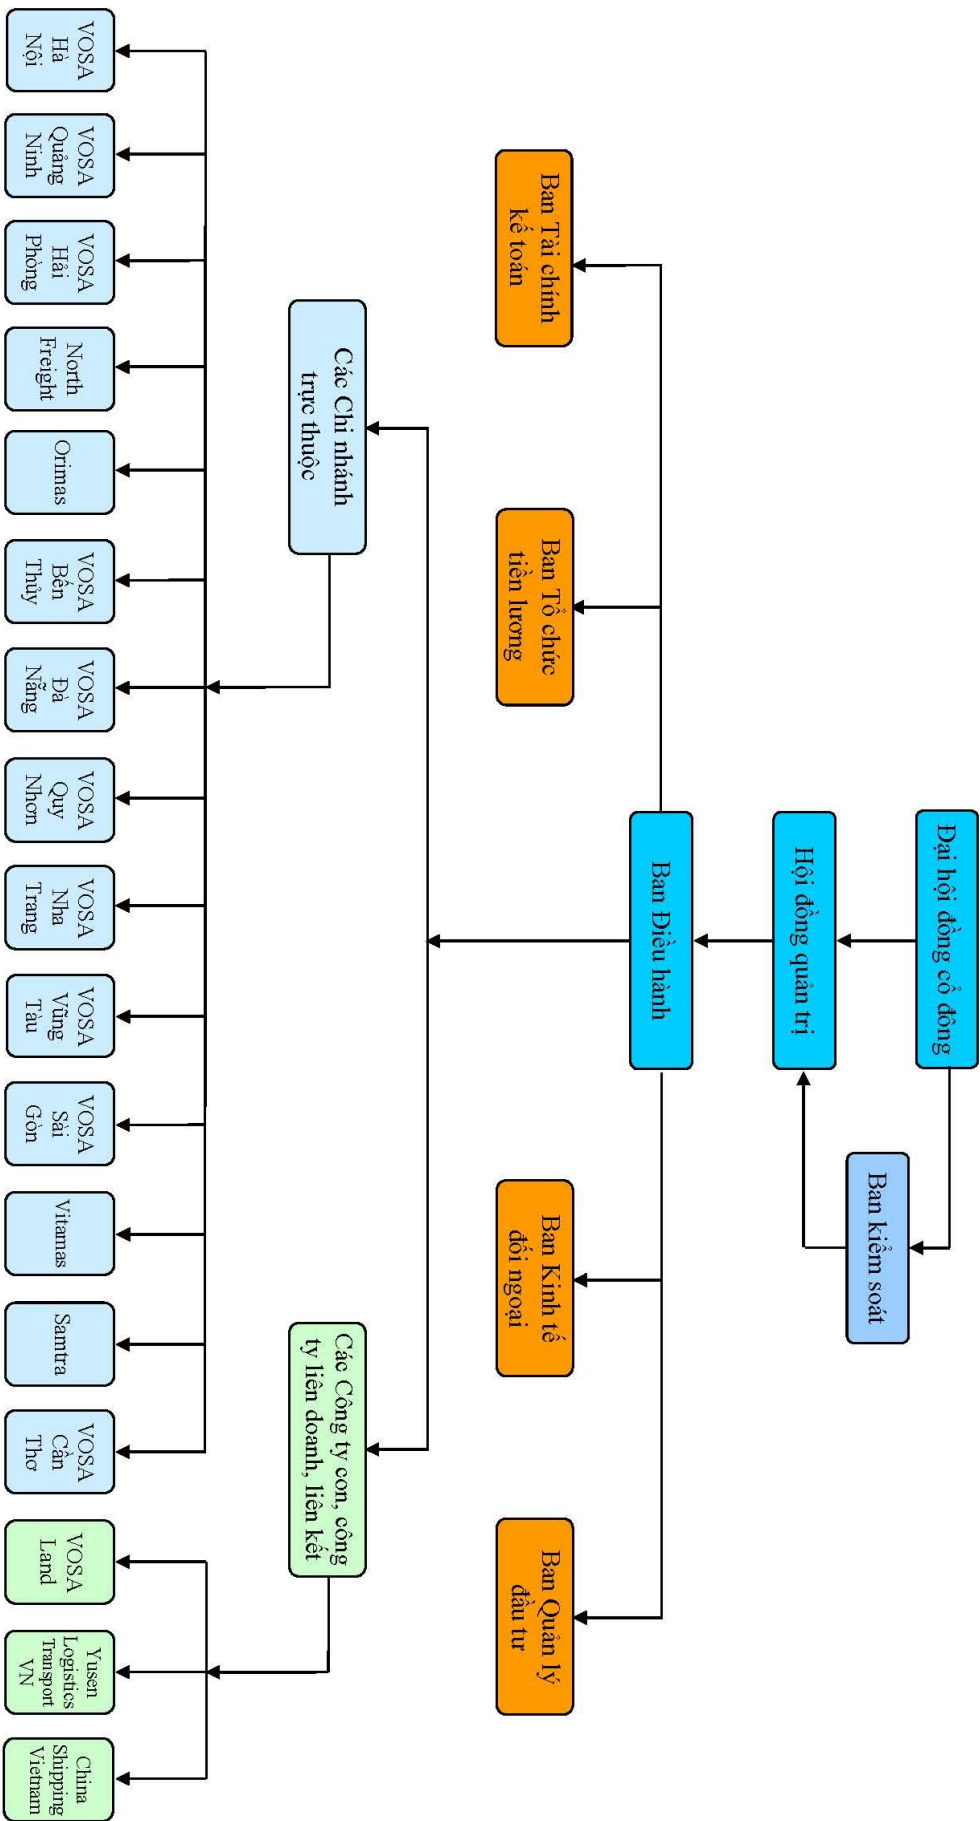 Đại hội đồng cổ đông
Ban kiểm soát
Hội đồng quản trị
Ban Điều hành
Ban Tài chính
kế toán
Ban Tổ chức
tiền lương
Ban Kinh tế
đối ngoại
Ban Quản lý
đầu tư
Các Chi nhánh
trực thuộc
Các Công ty con, công
ty liên doanh, liên kết
VOSA
Hà
Nội
VOSA
Quảng
Ninh
VOSA
Hải
Phòng
North
Freight
Orimas
VOSA
Bến
Thủy
VOSA
Đà
Nẵng
VOSA
Quy
Nhơn
VOSA
Nha
Trang
VOSA
Vũng
Tàu
VOSA
Sài
Gòn
Vitamas
Samtra
VOSA
Cần
Thơ
VOSA
Land
Yusen
Logistics
Transport
VN
China
Shipping
Vietnam